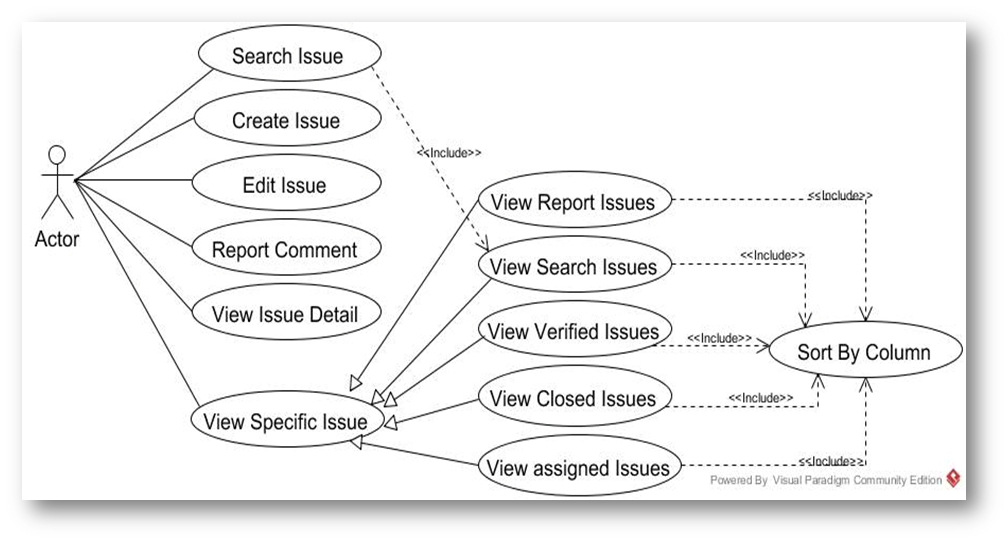 Search Issue
Create Issue
<<Include>>
Edit Issue
View Report Issues
<<Include>>
Actor
Report Comment
View Search Issues
<<Include>>
View Issue Detail
View Verified Issues
<<Include>>
Sort By Column
View Closed Issues
<<Include>>
View Specific Issue
View assigned Issues
<<Include>>
Powered By Visual Paradigm Community Edition